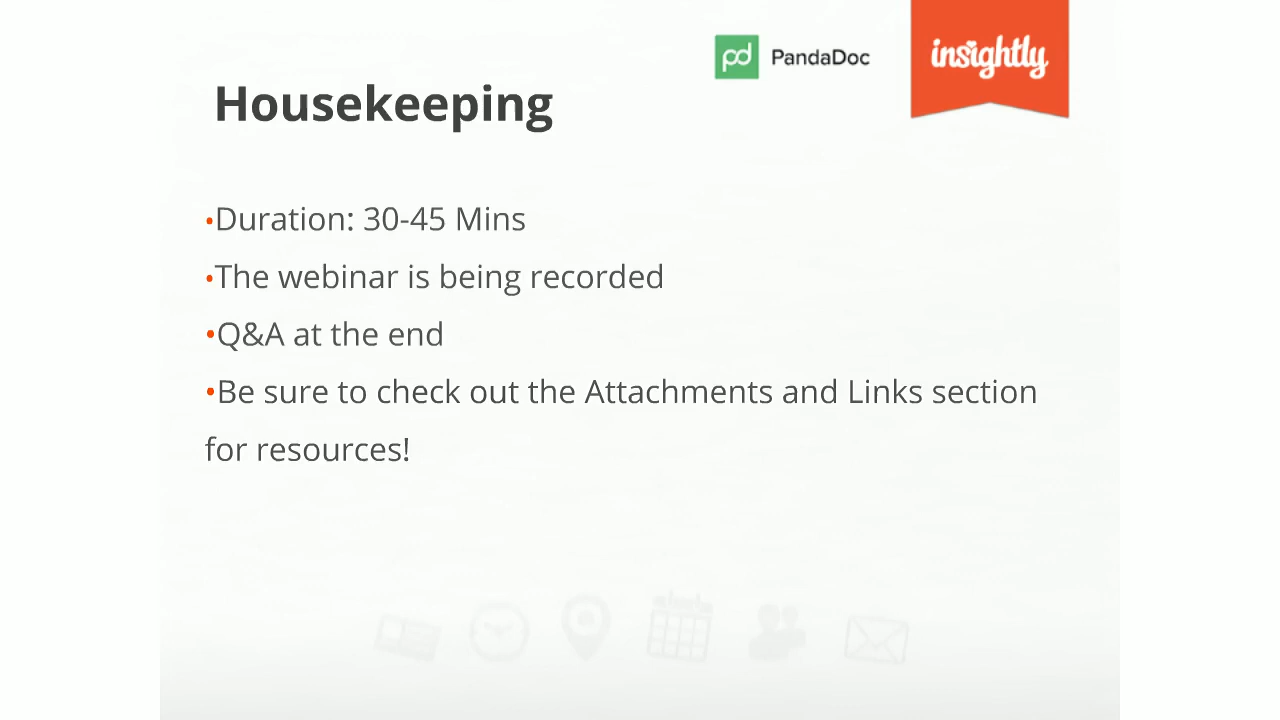 pd PandaDoc
insightly
Housekeeping
•Duration: 30-45 Mins
•The webinar is being recorded
•Q&A at the end
•Be sure to check out the Attachments and Links section
for resources!